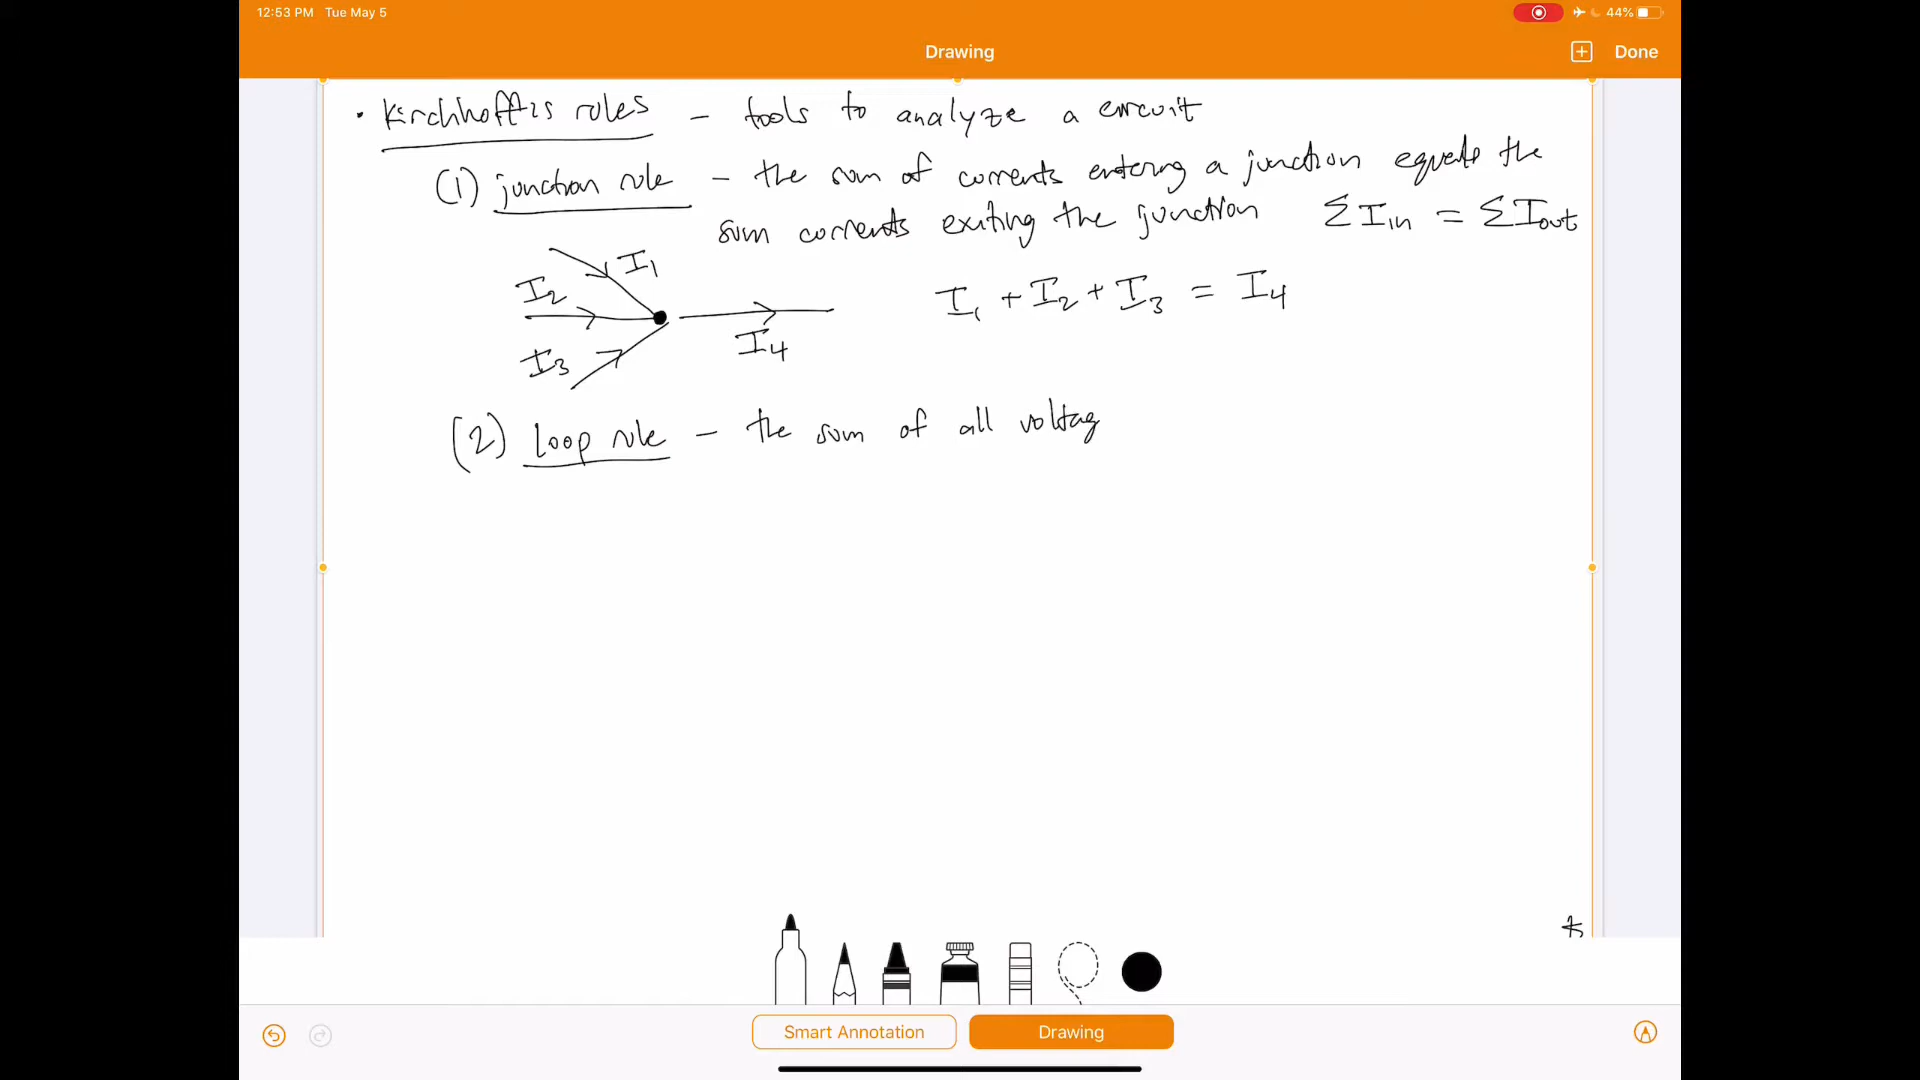 12:53 PM Tue May 5
44%
Drawing
Done
• Kirchhoff's rules – tools to analyze a circuit
(1) junction rule – the sum of currents entering a junction equals the
sum currents exiting the junction ΣIin = ΣIout
I1
I2
I1 + I2 + I3 = I4
I4
I3
(2) Loop rule – the sum of all voltag
Smart Annotation
Drawing